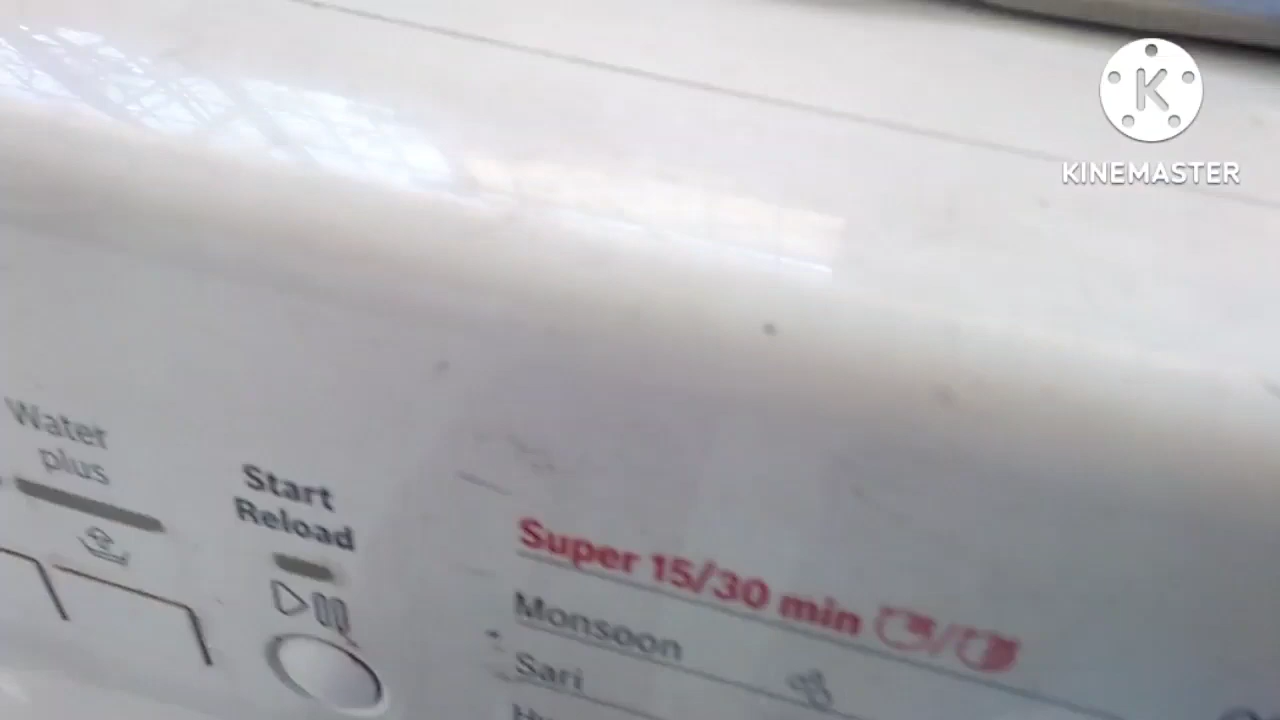 K
KINEMASTER
Water
plus
Start
Reload
Super 15/30 min
Monsoon
Sari